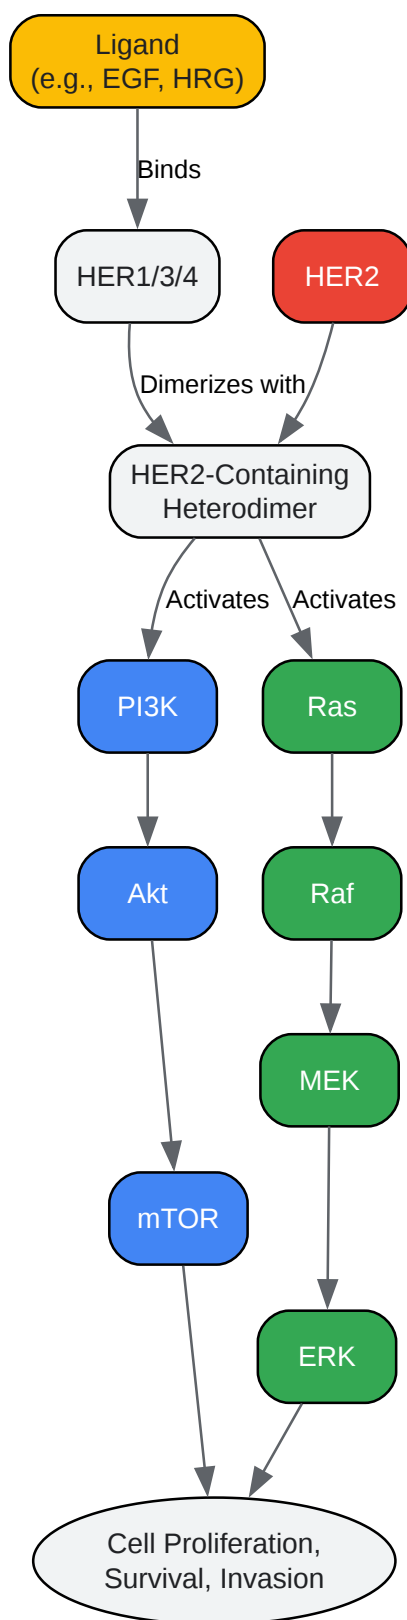 Ligand
(e.g., EGF, HRG)
Binds
HER1/3/4
HER2
Dimerizes with
HER2-Containing
Heterodimer
Activates
Activates
PI3K
Ras
Akt
Raf
MEK
mTOR
ERK
Cell Proliferation,
Survival, Invasion